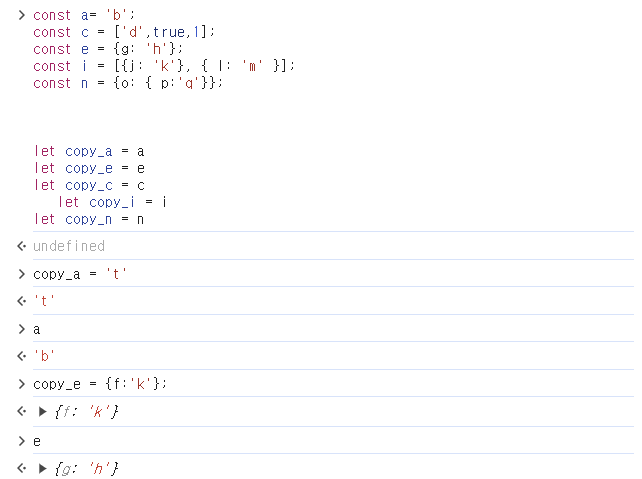 const a= 'b';
const c = ['d',true,1];
const e = {g: 'h'};
const i = [{j: 'k'}, { l: 'm' }];
const n = {o: { p:'q'}};
let copy_a = a
let copy_e = e
let copy_c = c
let copy_i = i
let copy_n = n
undefined
copy_a = 't'
't'
a
'b'
copy_e = {f:'k'};
{f: 'k'}
e
{g: 'h'}